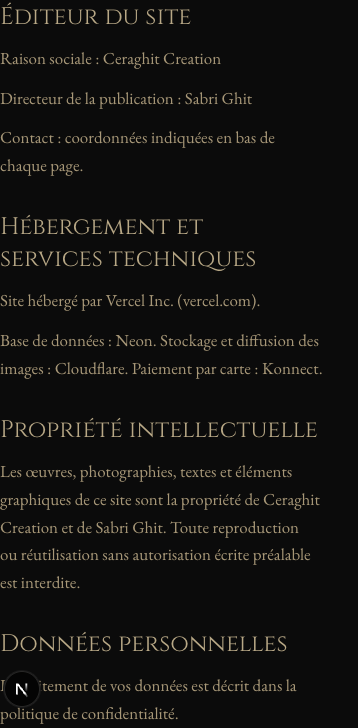 Éditeur du site
Raison sociale : Ceraghit Creation
Directeur de la publication : Sabri Ghit
Contact : coordonnées indiquées en bas de
chaque page.
Hébergement et
services techniques
Site hébergé par Vercel Inc. (vercel.com).
Base de données : Neon. Stockage et diffusion des
images : Cloudflare. Paiement par carte : Konnect.
Propriété intellectuelle
Les œuvres, photographies, textes et éléments
graphiques de ce site sont la propriété de Ceraghit
Creation et de Sabri Ghit. Toute reproduction
ou réutilisation sans autorisation écrite préalable
est interdite.
Données personnelles
N
de vos données est décrit dans la
politique de confidentialité.